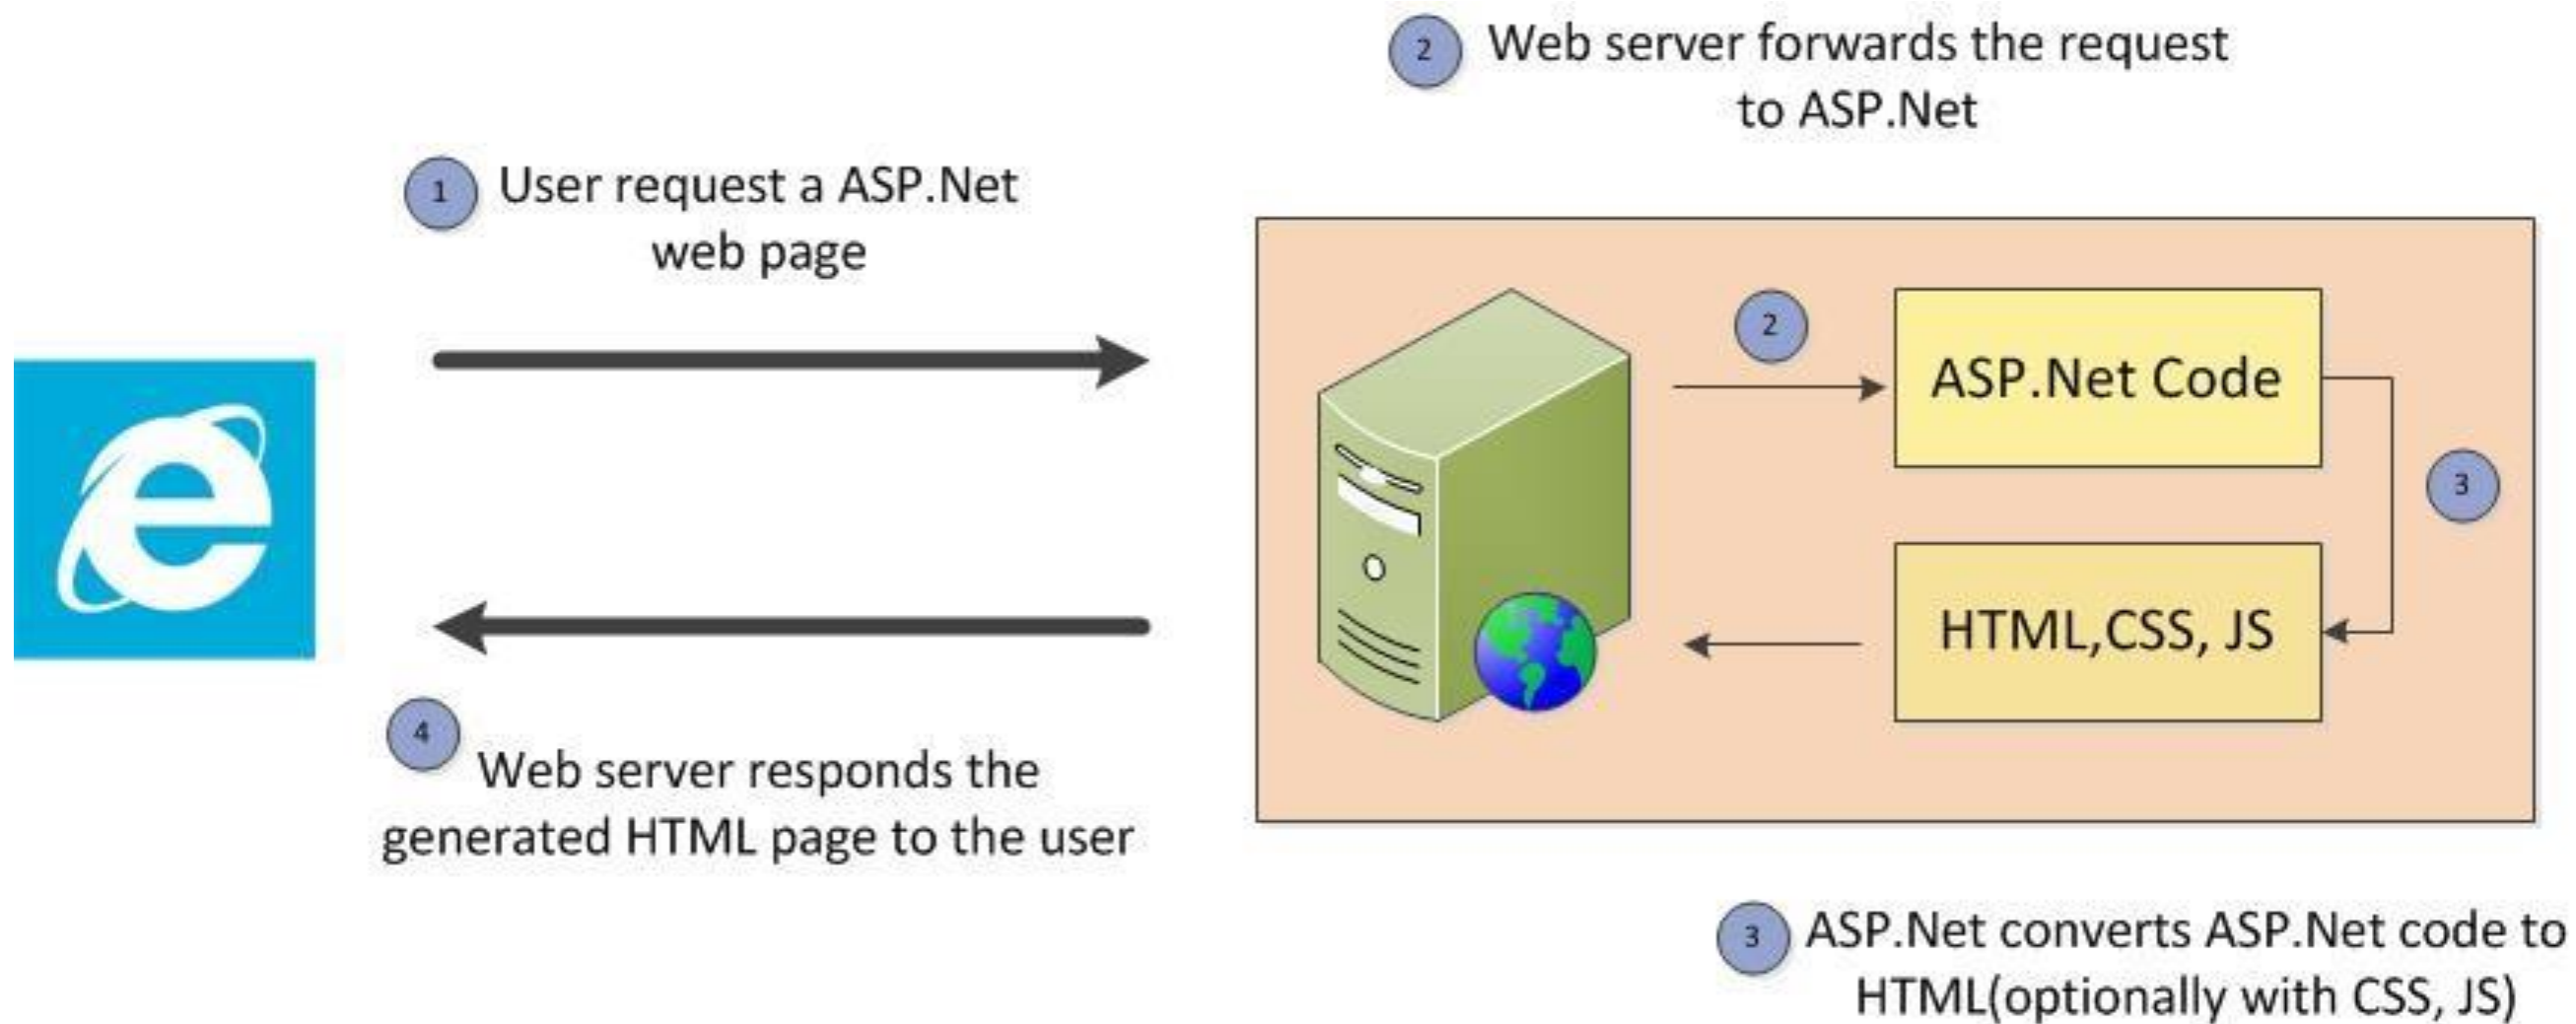 1 User request a ASP.Net
web page
2 Web server forwards the request
to ASP.Net
2
ASP.Net Code
3
HTML,CSS, JS
4
Web server responds the
generated HTML page to the user
3 ASP.Net converts ASP.Net code to
HTML(optionally with CSS, JS)